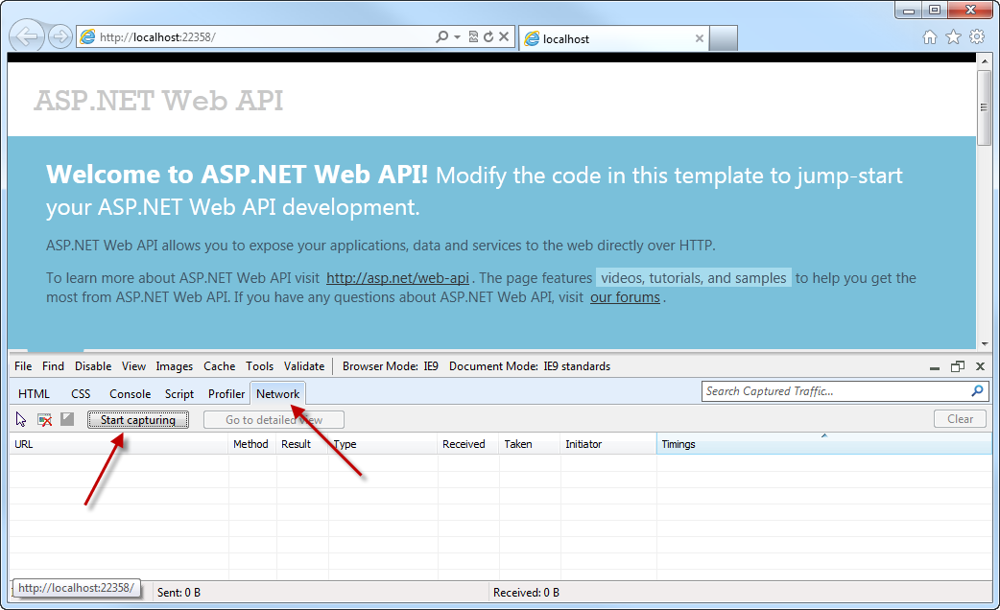 http://localhost:22358/
localhost
ASP.NET Web API
Welcome to ASP.NET Web API! Modify the code in this template to jump-start
your ASP.NET Web API development.
ASP.NET Web API allows you to expose your applications, data and services to the web directly over HTTP.
To learn more about ASP.NET Web API visit http://asp.net/web-api. The page features videos, tutorials, and samples to help you get the
most from ASP.NET Web API. If you have any questions about ASP.NET Web API, visit our forums.
File Find Disable View Images Cache Tools Validate Browser Mode: IE9 Document Mode: IE9 standards
HTML CSS Console Script Profiler Network Search Captured Traffic...
Start capturing Go to detailed view Clear
URL Method Result Type Received Taken Initiator Timings
http://localhost:22358/ Sent: 0 B Received: 0 B